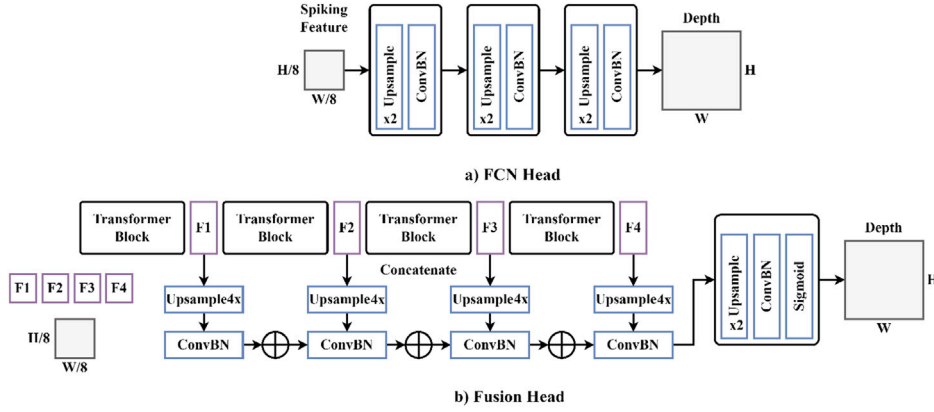 Spiking
Feature
H/8
W/8
Upsample
x2
ConvBN
Upsample
x2
ConvBN
Upsample
x2
ConvBN
Depth
H
W
a) FCN Head
Transformer
Block
F1
Transformer
Block
F2
Transformer
Block
F3
Transformer
Block
F4
Concatenate
F1 F2 F3 F4
H/8
W/8
Upsample4x
Upsample4x
Upsample4x
Upsample4x
ConvBN
ConvBN
ConvBN
ConvBN
Upsample
x2
ConvBN
Sigmoid
Depth
H
W
b) Fusion Head